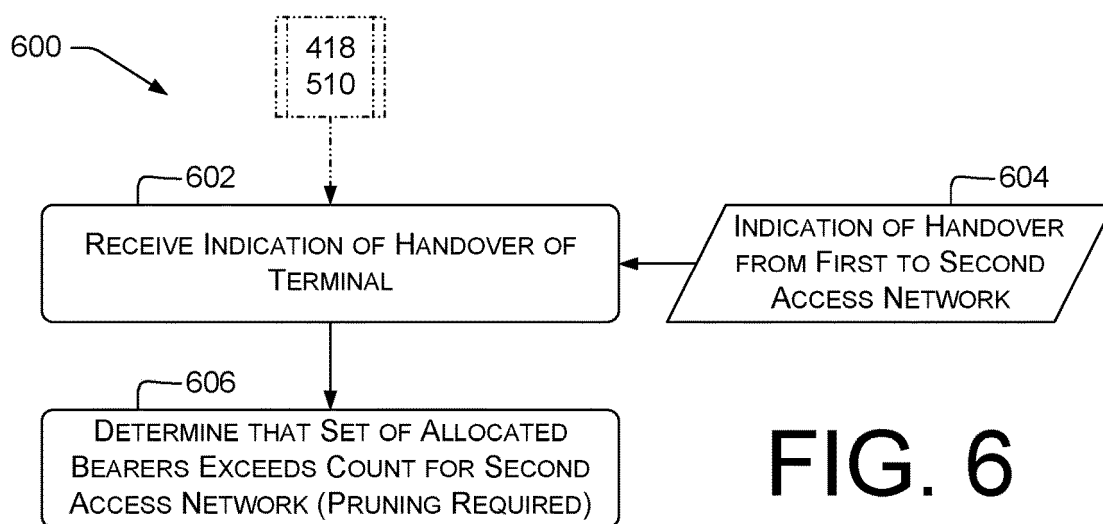 600
418
510
602
RECEIVE INDICATION OF HANDOVER OF
TERMINAL
604
INDICATION OF HANDOVER
FROM FIRST TO SECOND
ACCESS NETWORK
606
DETERMINE THAT SET OF ALLOCATED
BEARERS EXCEEDS COUNT FOR SECOND
ACCESS NETWORK (PRUNING REQUIRED)
FIG. 6